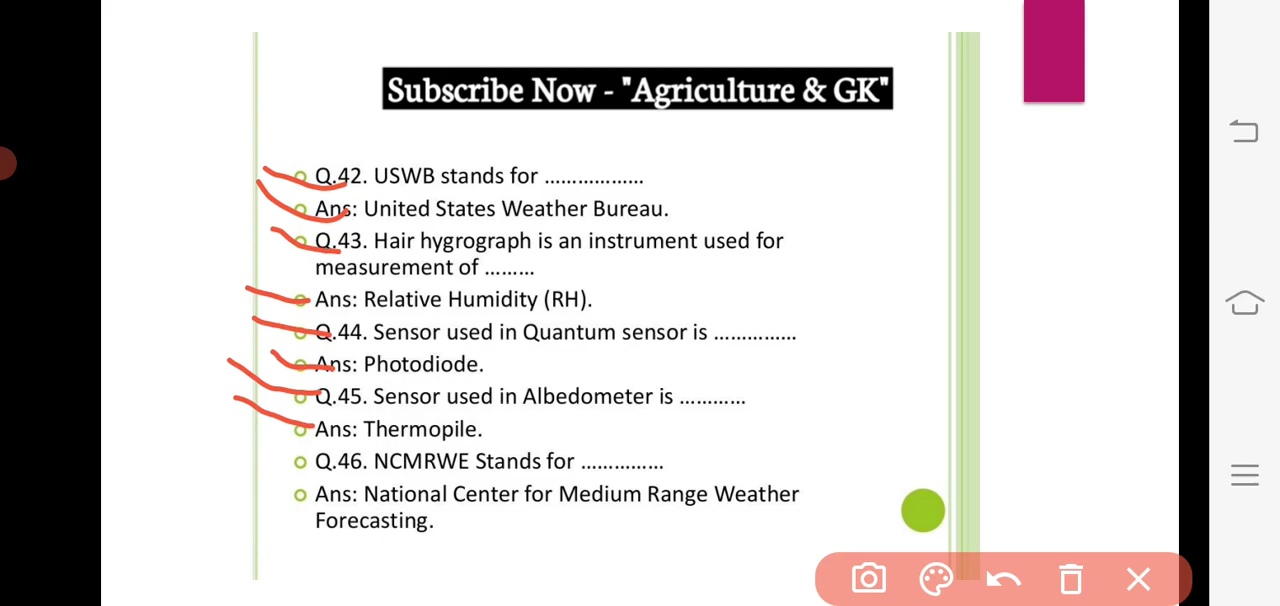 Subscribe Now - "Agriculture & GK"
Q.42. USWB stands for ………………
Ans: United States Weather Bureau.
Q.43. Hair hygrograph is an instrument used for
measurement of ………
Ans: Relative Humidity (RH).
Q.44. Sensor used in Quantum sensor is ……………
Ans: Photodiode.
Q.45. Sensor used in Albedometer is …………
Ans: Thermopile.
Q.46. NCMRWE Stands for ……………
Ans: National Center for Medium Range Weather
Forecasting.